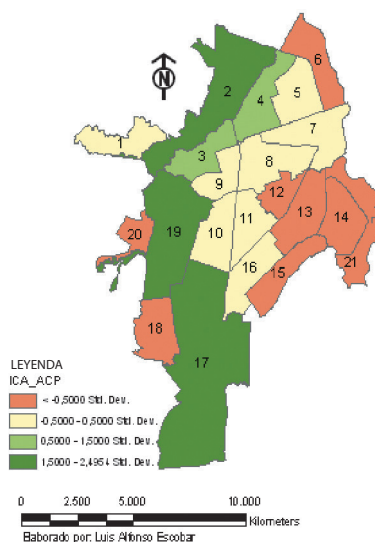 6
2
4
5
7
1
3
8
9
12
13
14
20
19
10
11
21
16
15
18
17
LEYENDA
ICA_ACP
< -0,5000 Std. Dev.
-0,5000 - 0,5000 Std. Dev.
0,5000 - 1,5000 Std. Dev.
1,5000 - 2,4954 Std. Dev.
0 2.500 5.000 10.000
Kilometers
Elaborado por: Luis Alfonso Escobar
N